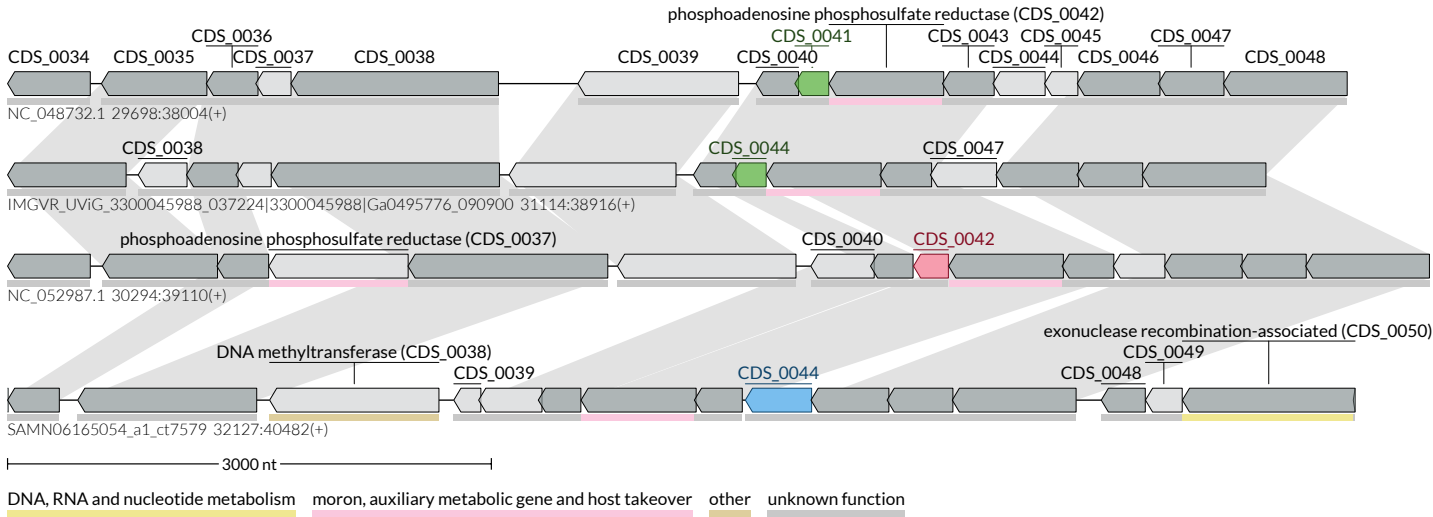 phosphoadenosine phosphosulfate reductase (CDS_0042)
CDS_0036 CDS_0041 CDS_0045 CDS_0047
CDS_0034 CDS_0035 CDS_0037 CDS_0038 CDS_0039 CDS_0040 CDS_0043 CDS_0044 CDS_0046 CDS_0048
NC_048732.1 29698:38004(+)
CDS_0038 CDS_0044 CDS_0047
IMGVR_UViG_3300045988_037224|3300045988|Ga0495776_090900 31114:38916(+)
phosphoadenosine phosphosulfate reductase (CDS_0037) CDS_0040 CDS_0042
NC_052987.1 30294:39110(+)
exonuclease recombination-associated (CDS_0050)
DNA methyltransferase (CDS_0038) CDS_0049
CDS_0039 CDS_0044 CDS_0048
SAMN06165054_a1_ct7579 32127:40482(+)
3000 nt
DNA, RNA and nucleotide metabolism moron, auxiliary metabolic gene and host takeover other unknown function